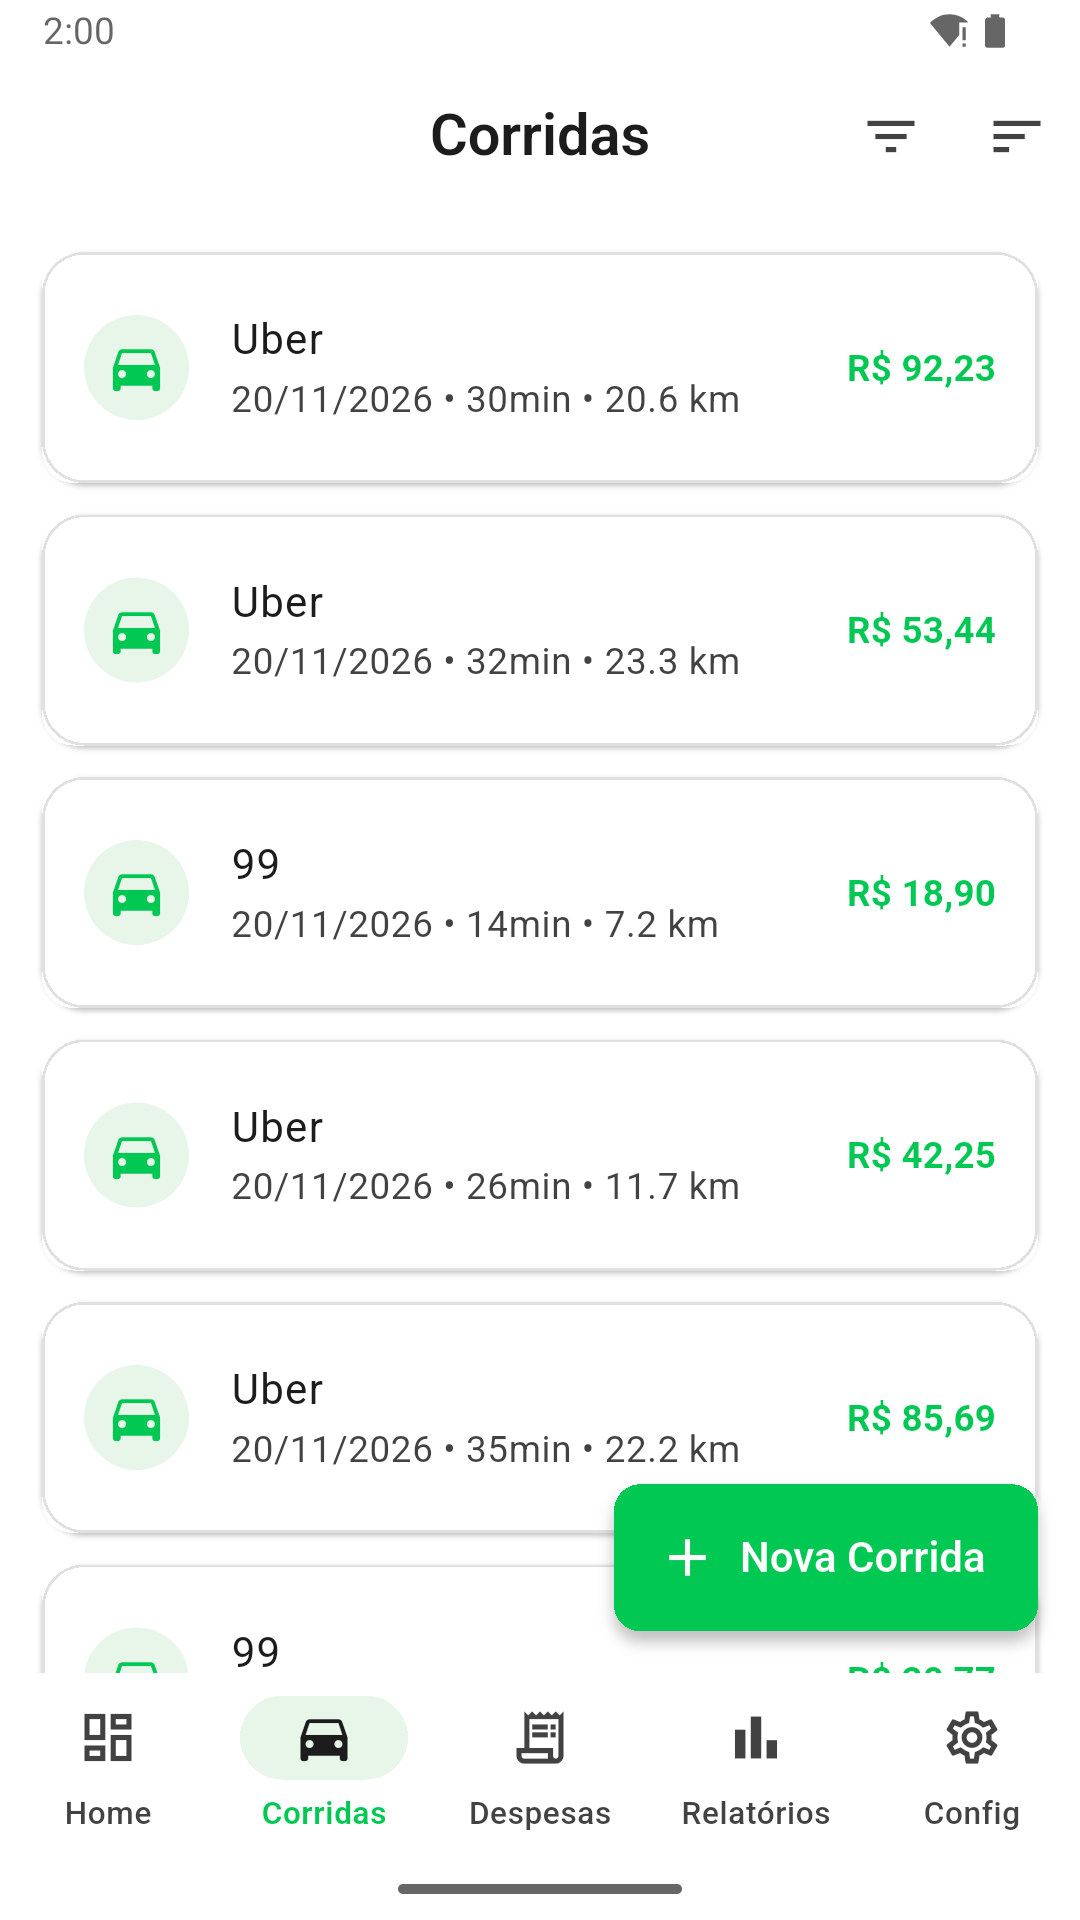 2:00
Corridas
Uber
20/11/2026 • 30min • 20.6 km
R$ 92,23
Uber
20/11/2026 • 32min • 23.3 km
R$ 53,44
99
20/11/2026 • 14min • 7.2 km
R$ 18,90
Uber
20/11/2026 • 26min • 11.7 km
R$ 42,25
Uber
20/11/2026 • 35min • 22.2 km
R$ 85,69
Nova Corrida
99
Home
Corridas
Despesas
Relatórios
Config